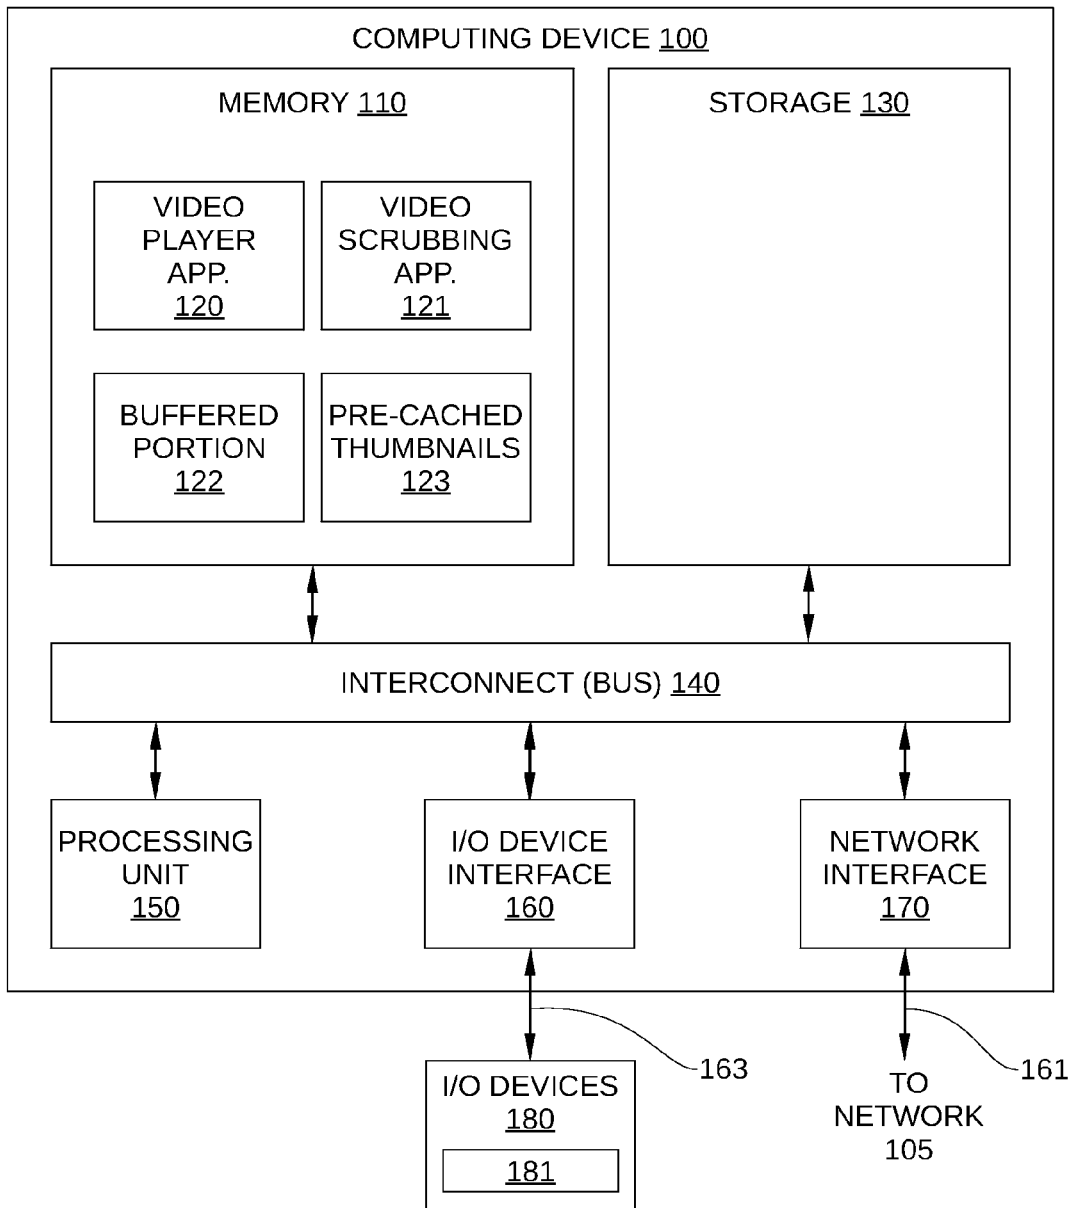 COMPUTING DEVICE 100
MEMORY 110
VIDEO
PLAYER
APP.
120
VIDEO
SCRUBBING
APP.
121
BUFFERED
PORTION
122
PRE-CACHED
THUMBNAILS
123
STORAGE 130
INTERCONNECT (BUS) 140
PROCESSING
UNIT
150
I/O DEVICE
INTERFACE
160
NETWORK
INTERFACE
170
163
161
I/O DEVICES
180
181
TO
NETWORK
105